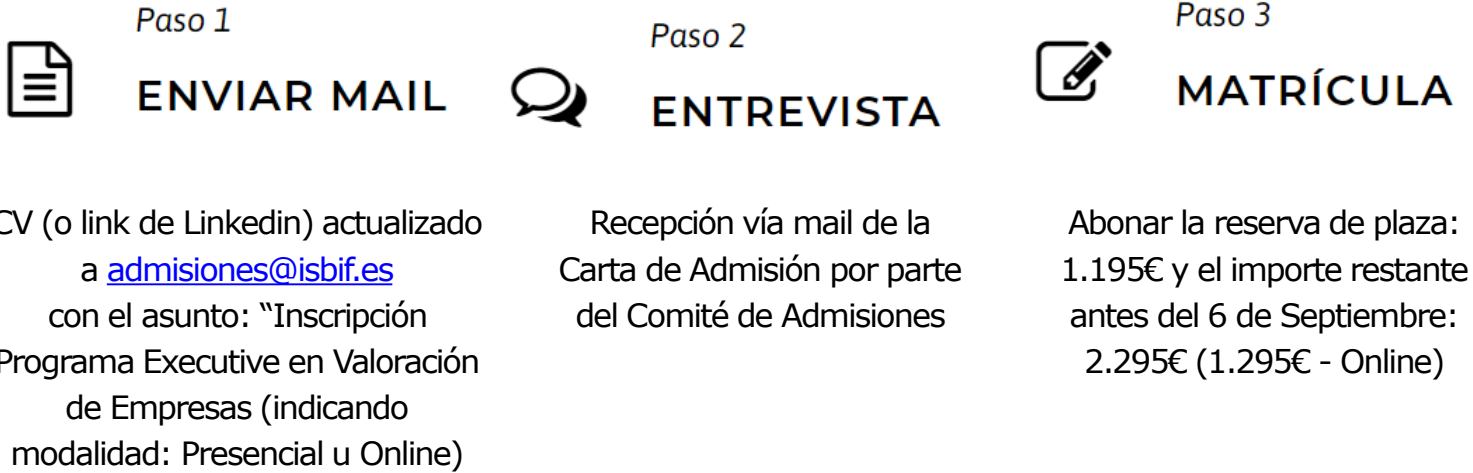 Paso 1
ENVIAR MAIL
CV (o link de Linkedin) actualizado
a admisiones@isbif.es
con el asunto: “Inscripción
Programa Executive en Valoración
de Empresas (indicando
modalidad: Presencial u Online)
Paso 2
ENTREVISTA
Recepción vía mail de la
Carta de Admisión por parte
del Comité de Admisiones
Paso 3
MATRÍCULA
Abonar la reserva de plaza:
1.195€ y el importe restante
antes del 6 de Septiembre:
2.295€ (1.295€ - Online)